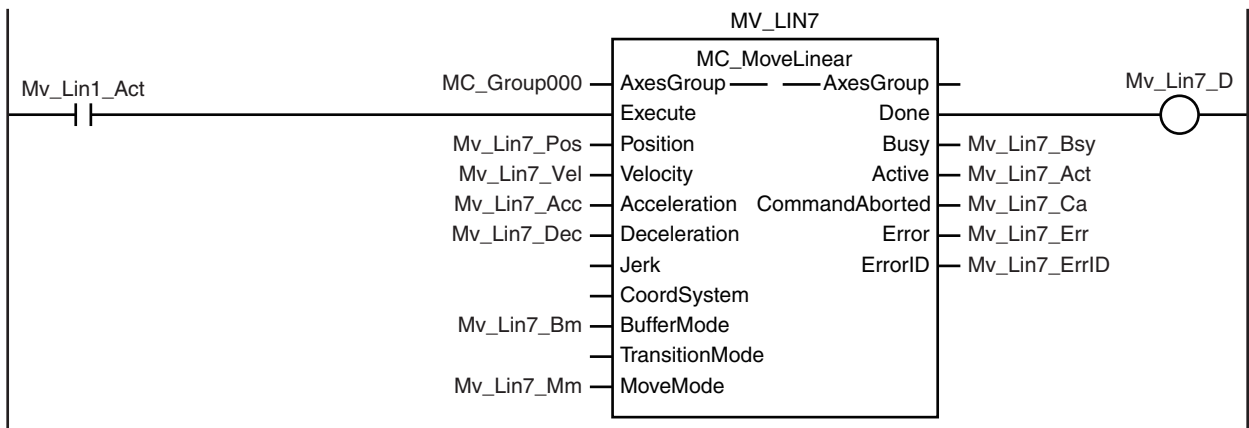 MV_LIN7
MC_MoveLinear
Mv_Lin1_Act
MC_Group000 AxesGroup AxesGroup
Mv_Lin7_D
Execute Done
Mv_Lin7_Pos Position Busy Mv_Lin7_Bsy
Mv_Lin7_Vel Velocity Active Mv_Lin7_Act
Mv_Lin7_Acc Acceleration CommandAborted Mv_Lin7_Ca
Mv_Lin7_Dec Deceleration Error Mv_Lin7_Err
Jerk ErrorID Mv_Lin7_ErrID
CoordSystem
Mv_Lin7_Bm BufferMode
TransitionMode
Mv_Lin7_Mm MoveMode